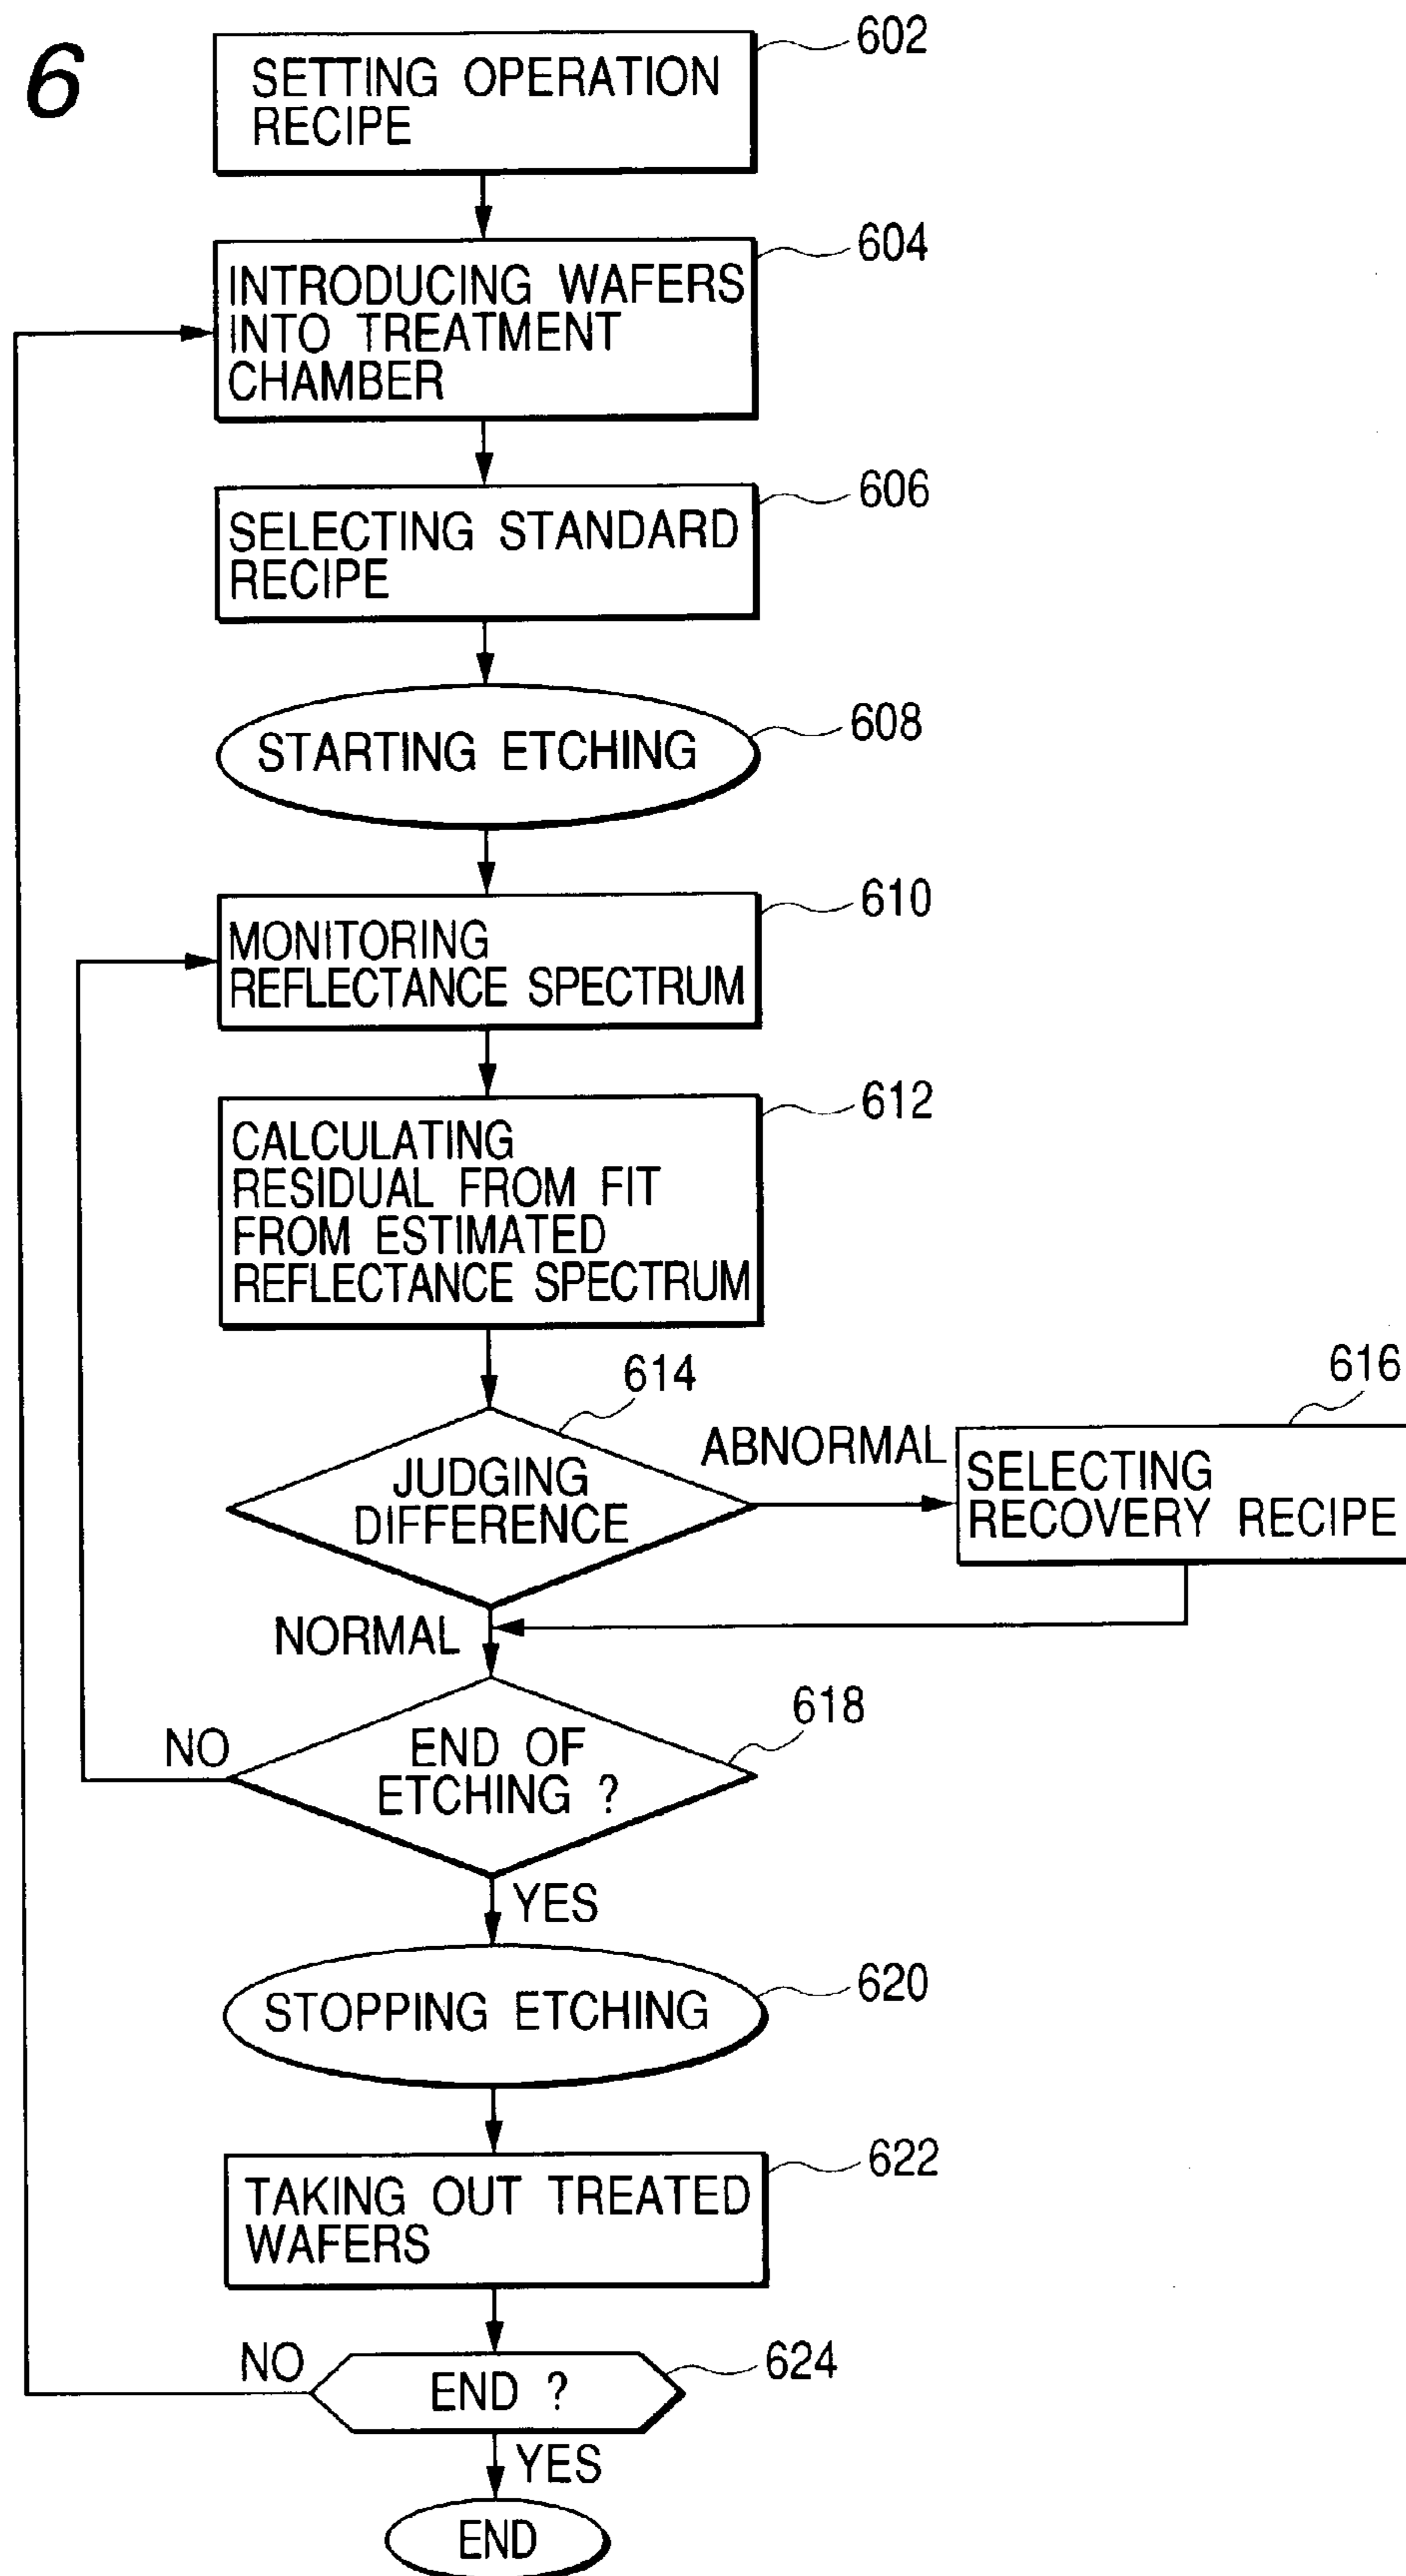 6
602
SETTING OPERATION
RECIPE
604
INTRODUCING WAFERS
INTO TREATMENT
CHAMBER
606
SELECTING STANDARD
RECIPE
608
STARTING ETCHING
610
MONITORING
REFLECTANCE SPECTRUM
612
CALCULATING
RESIDUAL FROM FIT
FROM ESTIMATED
REFLECTANCE SPECTRUM
614
616
JUDGING
DIFFERENCE
ABNORMAL
SELECTING
RECOVERY RECIPE
NORMAL
618
NO
END OF
ETCHING ?
YES
620
STOPPING ETCHING
622
TAKING OUT TREATED
WAFERS
624
NO
END ?
YES
END